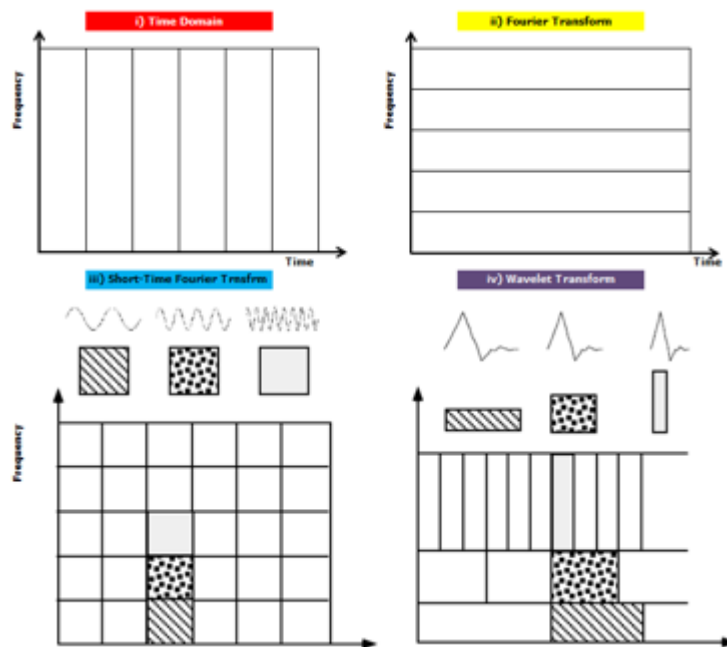 i) Time Domain
ii) Fourier Transform
Frequency
Frequency
Time
Time
iii) Short-Time Fourier Trnsfrm
iv) Wavelet Transform
Frequency